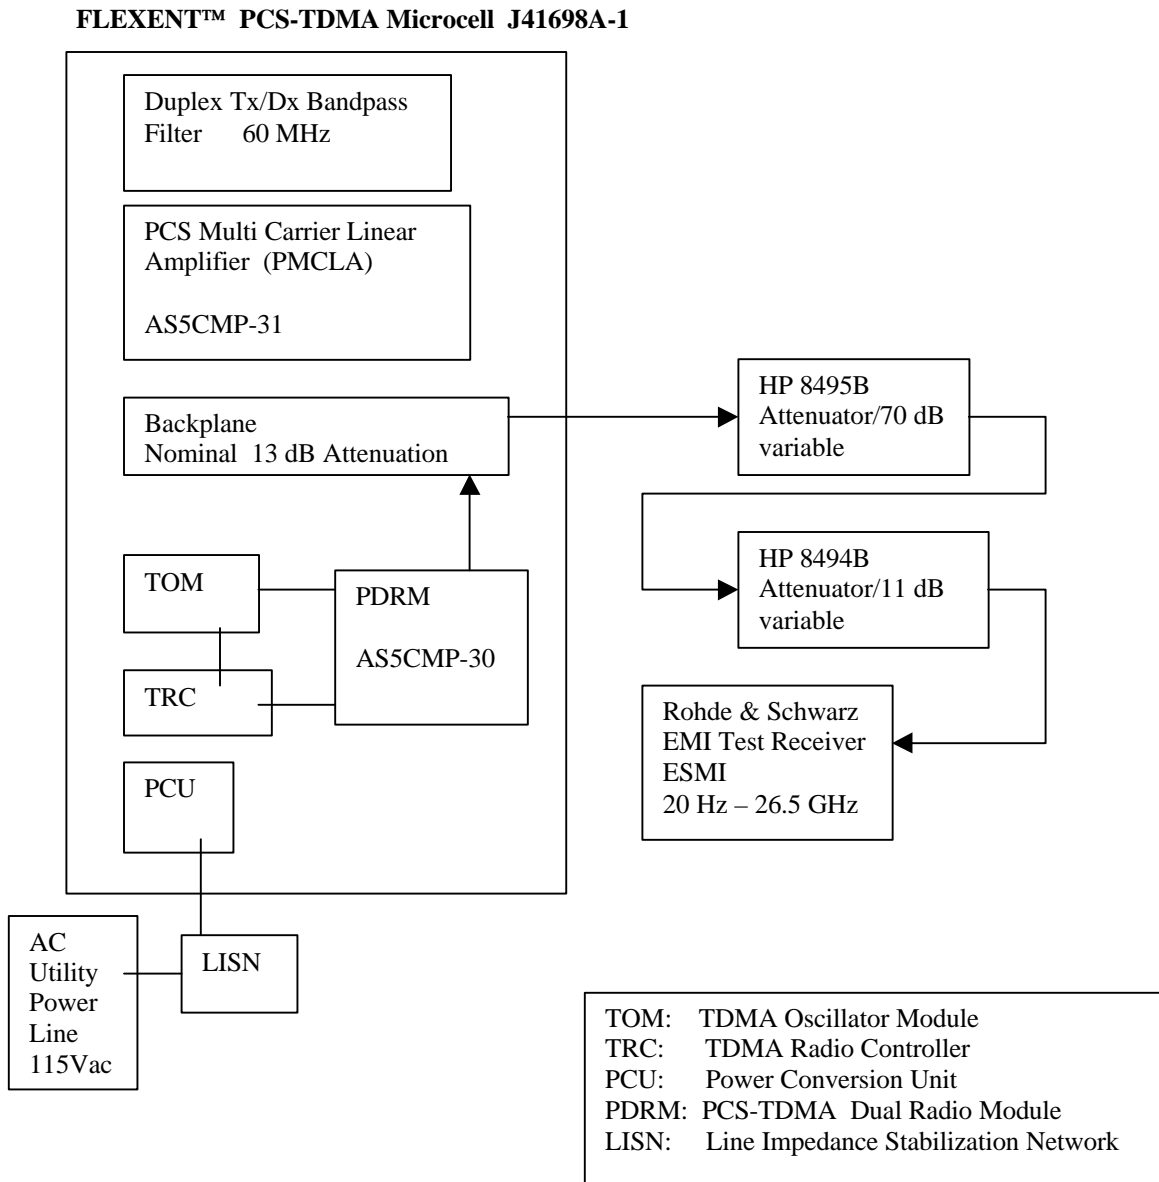 FLEXENT™ PCS-TDMA Microcell J41698A-1
Duplex Tx/Dx Bandpass
Filter 60 MHz
PCS Multi Carrier Linear
Amplifier (PMCLA)
AS5CMP-31
Backplane
Nominal 13 dB Attenuation
HP 8495B
Attenuator/70 dB
variable
TOM
PDRM
AS5CMP-30
HP 8494B
Attenuator/11 dB
variable
TRC
Rohde & Schwarz
EMI Test Receiver
ESMI
20 Hz – 26.5 GHz
PCU
AC
Utility
Power
Line
115Vac
LISN
TOM: TDMA Oscillator Module
TRC: TDMA Radio Controller
PCU: Power Conversion Unit
PDRM: PCS-TDMA Dual Radio Module
LISN: Line Impedance Stabilization Network